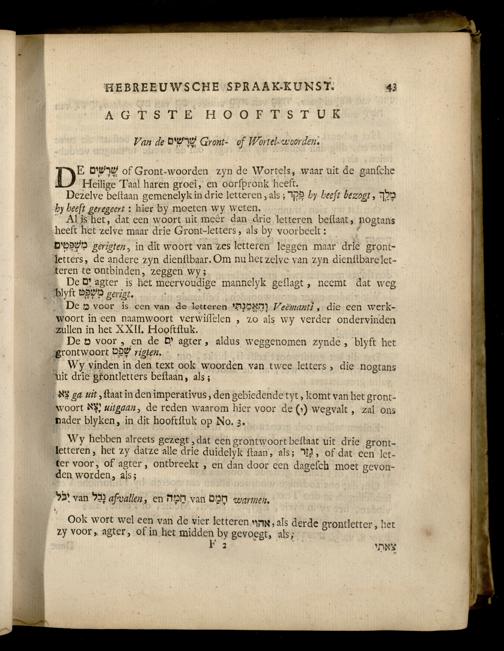 HEBREEUWSCHE SPRAAK-KUNST. 43
AGTSTE HOOFTSTUK
Van de שָׁרָשִׁים Gront- of Wortel-woorden.
DE שָׁרָשִׁים of Gront-woorden zyn de Wortels, waar uit de gansche
Heilige Taal haren groei, en oorspronk heeft.
Dezelve bestaan gemenelyk in drie letteren, als; פָּקַד hy heeft bezogt, מָלַךְ
hy heeft geregeert: hier by moeten wy weten.
Al is het, dat een woort uit meer dan drie letteren bestaat, nogtans
heeft het zelve maar drie Gront-letters, als by voorbeelt:
מִשְׁפָּטִים gerigten, in dit woort van zes letteren leggen maar drie gront-
letters, de andere zyn dienstbaar. Om nu het zelve van zyn dienstbare let-
teren te ontbinden, zeggen wy;
De ים agter is het meervoudige mannelyk geslagt, neemt dat weg
blyft מִשְׁפָּט gerigt.
De מ voor is een van de letteren הֶאֱמַנְתִּיו Veëmanti, die een werk-
woort in een naamwoort verwisselen, zo als wy verder ondervinden
zullen in het XXII. Hooftstuk.
De מ voor, en de ים agter, aldus weggenomen zynde, blyft het
grontwoort שָׁפַט rigten.
Wy vinden in den text ook woorden van twee letters, die nogtans
uit drie grontletters bestaan, als;
צֵא ga uit, staat in den imperativus, den gebiedende tyt, komt van het gront-
woort יָצָא uitgaan, de reden waarom hier voor de (י) wegvalt, zal ons
nader blyken, in dit hooftstuk op No. 3.
Wy hebben alreets gezegt, dat een grontwoort bestaat uit drie gront-
letteren, het zy datze alle drie duidelyk staan, als; גָּזַר, of dat een let-
ter voor, of agter, ontbreekt, en dan door een dagesch moet gevon-
den worden, als;
יִבֹּל van נָבַל afvallen, en חַמָּה van חָמַם warmen.
Ook wort wel een van de vier letteren אהוי, als derde grontletter, het
zy voor, agter, of in het midden by gevoegt, als;
F 2 צֵאתִי